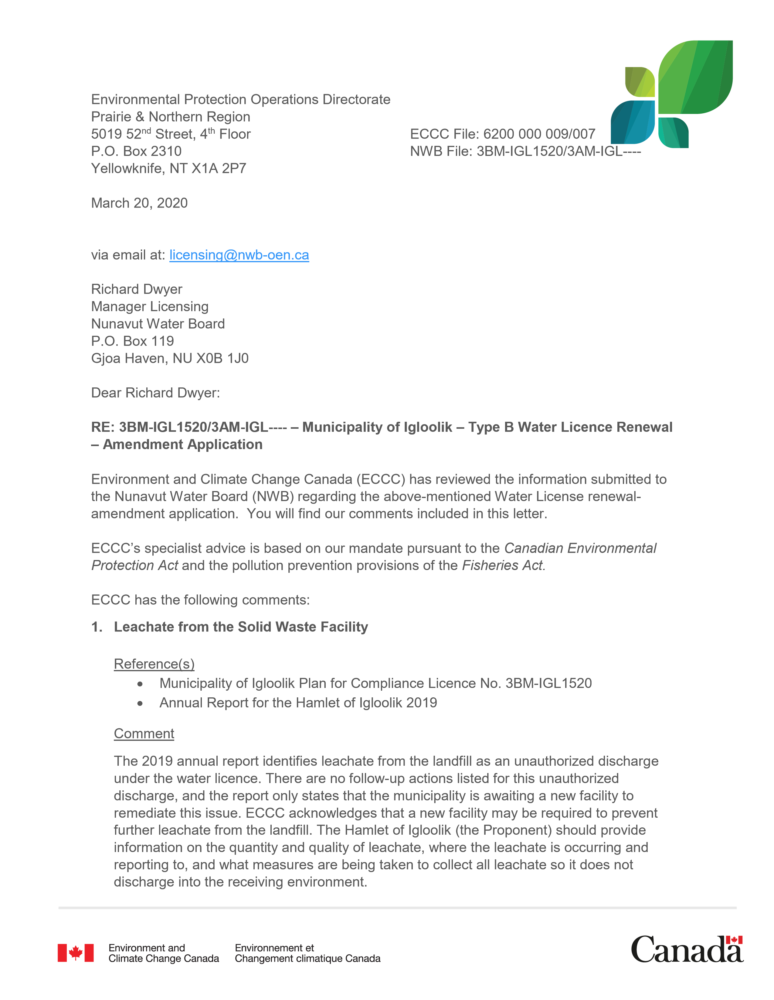 Environmental Protection Operations Directorate
Prairie & Northern Region
5019 52nd Street, 4th Floor
ECCC File: 6200 000 009/007
P.O. Box 2310
NWB File: 3BM-IGL1520/3AM-IGL----
Yellowknife, NT X1A 2P7
March 20, 2020
via email at: licensing@nwb-oen.ca
Richard Dwyer
Manager Licensing
Nunavut Water Board
P.O. Box 119
Gjoa Haven, NU X0B 1J0
Dear Richard Dwyer:
RE: 3BM-IGL1520/3AM-IGL---- – Municipality of Igloolik – Type B Water Licence Renewal
– Amendment Application
Environment and Climate Change Canada (ECCC) has reviewed the information submitted to
the Nunavut Water Board (NWB) regarding the above-mentioned Water License renewal-
amendment application.  You will find our comments included in this letter.
ECCC’s specialist advice is based on our mandate pursuant to the Canadian Environmental
Protection Act and the pollution prevention provisions of the Fisheries Act.
ECCC has the following comments:
1. Leachate from the Solid Waste Facility
Reference(s)
• Municipality of Igloolik Plan for Compliance Licence No. 3BM-IGL1520
• Annual Report for the Hamlet of Igloolik 2019
Comment
The 2019 annual report identifies leachate from the landfill as an unauthorized discharge
under the water licence. There are no follow-up actions listed for this unauthorized
discharge, and the report only states that the municipality is awaiting a new facility to
remediate this issue. ECCC acknowledges that a new facility may be required to prevent
further leachate from the landfill. The Hamlet of Igloolik (the Proponent) should provide
information on the quantity and quality of leachate, where the leachate is occurring and
reporting to, and what measures are being taken to collect all leachate so it does not
discharge into the receiving environment.
Environment and
Climate Change Canada
Environnement et
Changement climatique Canada
Canada